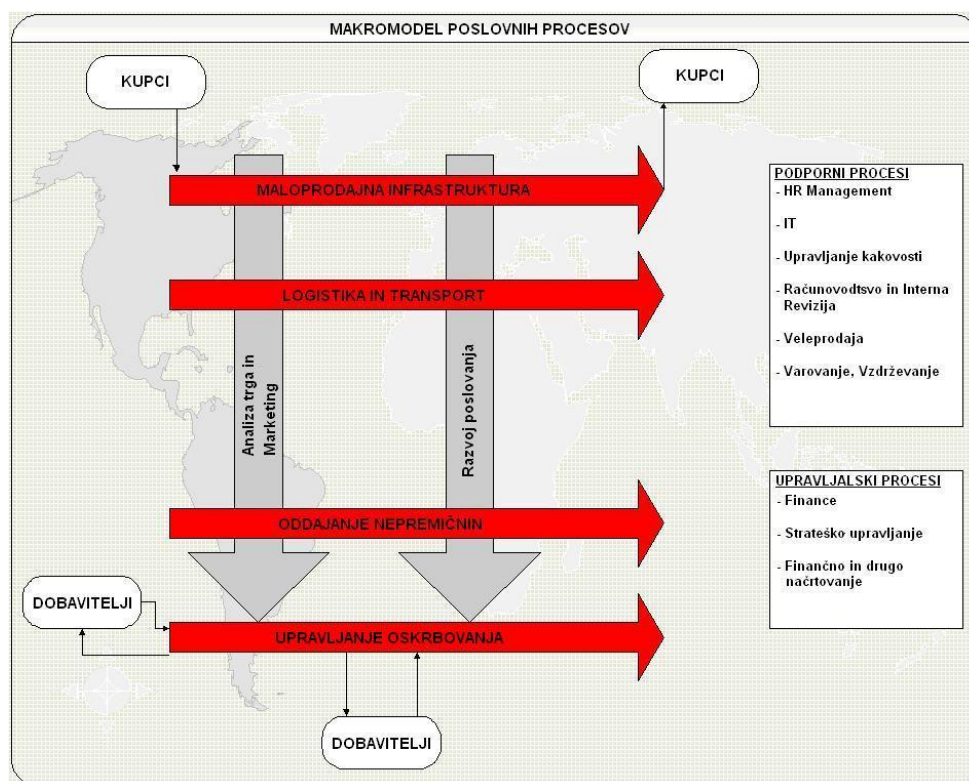 MAKROMODEL POSLOVNIH PROCESOV
KUPCI
KUPCI
MALOPRODAJNA INFRASTRUKTURA
LOGISTIKA IN TRANSPORT
Analiza trga in
Marketing
Razvoj poslovanja
ODDAJANJE NEPREMIČNIN
DOBAVITELJI
UPRAVLJANJE OSKRBOVANJA
DOBAVITELJI
PODPORNI PROCESI
- HR Management
- IT
- Upravljanje kakovosti
- Računovodtsvo in Interna
Revizija
- Veleprodaja
- Varovanje, Vzdrževanje
UPRAVLJALSKI PROCESI
- Finance
- Strateško upravljanje
- Finančno in drugo
načrtovanje